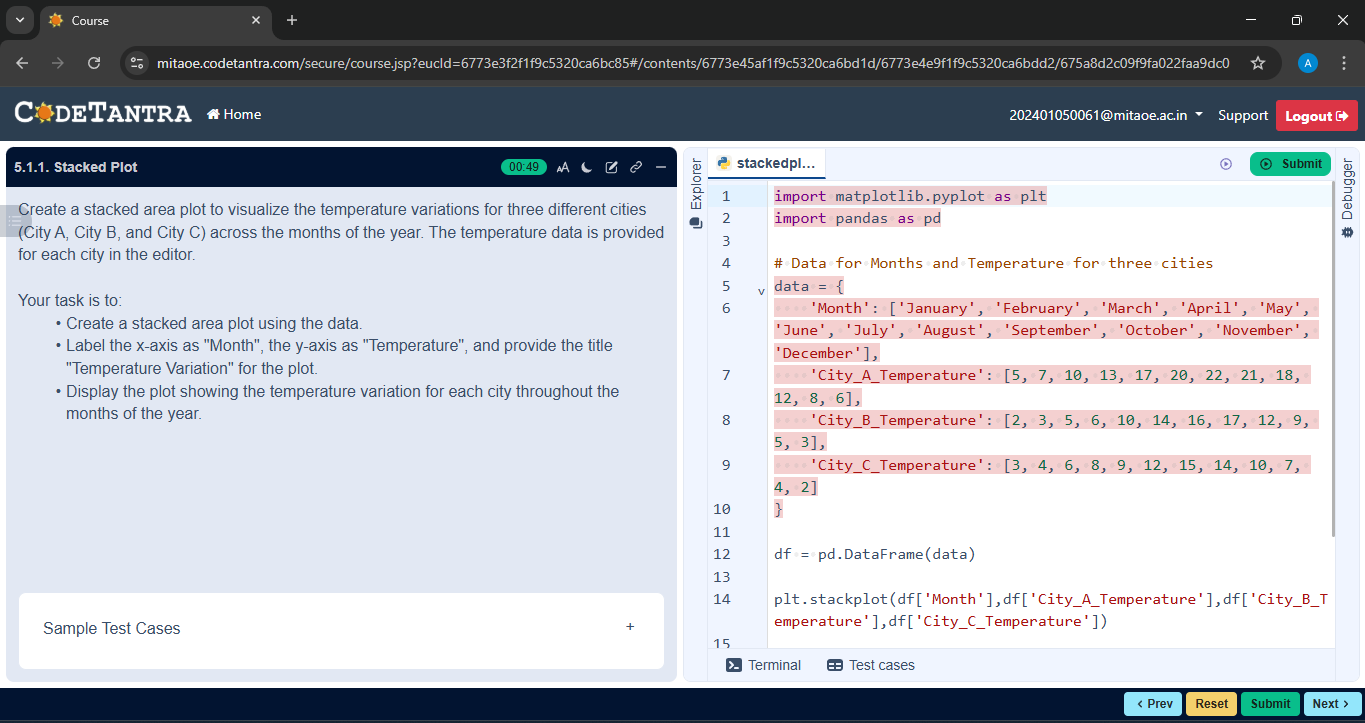 Course
mitaoe.codetantra.com/secure/course.jsp?eucId=6773e3f2f1f9c5320ca6bc85#/contents/6773e45af1f9c5320ca6bd1d/6773e4e9f1f9c5320ca6bdd2/675a8d2c09f9fa022faa9dc0
A
CODETANTRA
Home
202401050061@mitaoe.ac.in
Support
Logout
5.1.1. Stacked Plot
00:49
AA
Create a stacked area plot to visualize the temperature variations for three different cities
(City A, City B, and City C) across the months of the year. The temperature data is provided
for each city in the editor.
Your task is to:
• Create a stacked area plot using the data.
• Label the x-axis as "Month", the y-axis as "Temperature", and provide the title
"Temperature Variation" for the plot.
• Display the plot showing the temperature variation for each city throughout the
months of the year.
Sample Test Cases
+
Explorer
stackedpl...
Submit
Debugger
1 import matplotlib.pyplot as plt
2 import pandas as pd
3
4 # Data for Months and Temperature for three cities
5 data = {
6 'Month': ['January', 'February', 'March', 'April', 'May',
'June', 'July', 'August', 'September', 'October', 'November',
'December'],
7 'City_A_Temperature': [5, 7, 10, 13, 17, 20, 22, 21, 18,
12, 8, 6],
8 'City_B_Temperature': [2, 3, 5, 6, 10, 14, 16, 17, 12, 9,
5, 3],
9 'City_C_Temperature': [3, 4, 6, 8, 9, 12, 15, 14, 10, 7,
4, 2]
10 }
11
12 df = pd.DataFrame(data)
13
14 plt.stackplot(df['Month'],df['City_A_Temperature'],df['City_B_T
emperature'],df['City_C_Temperature'])
15
Terminal
Test cases
< Prev
Reset
Submit
Next >